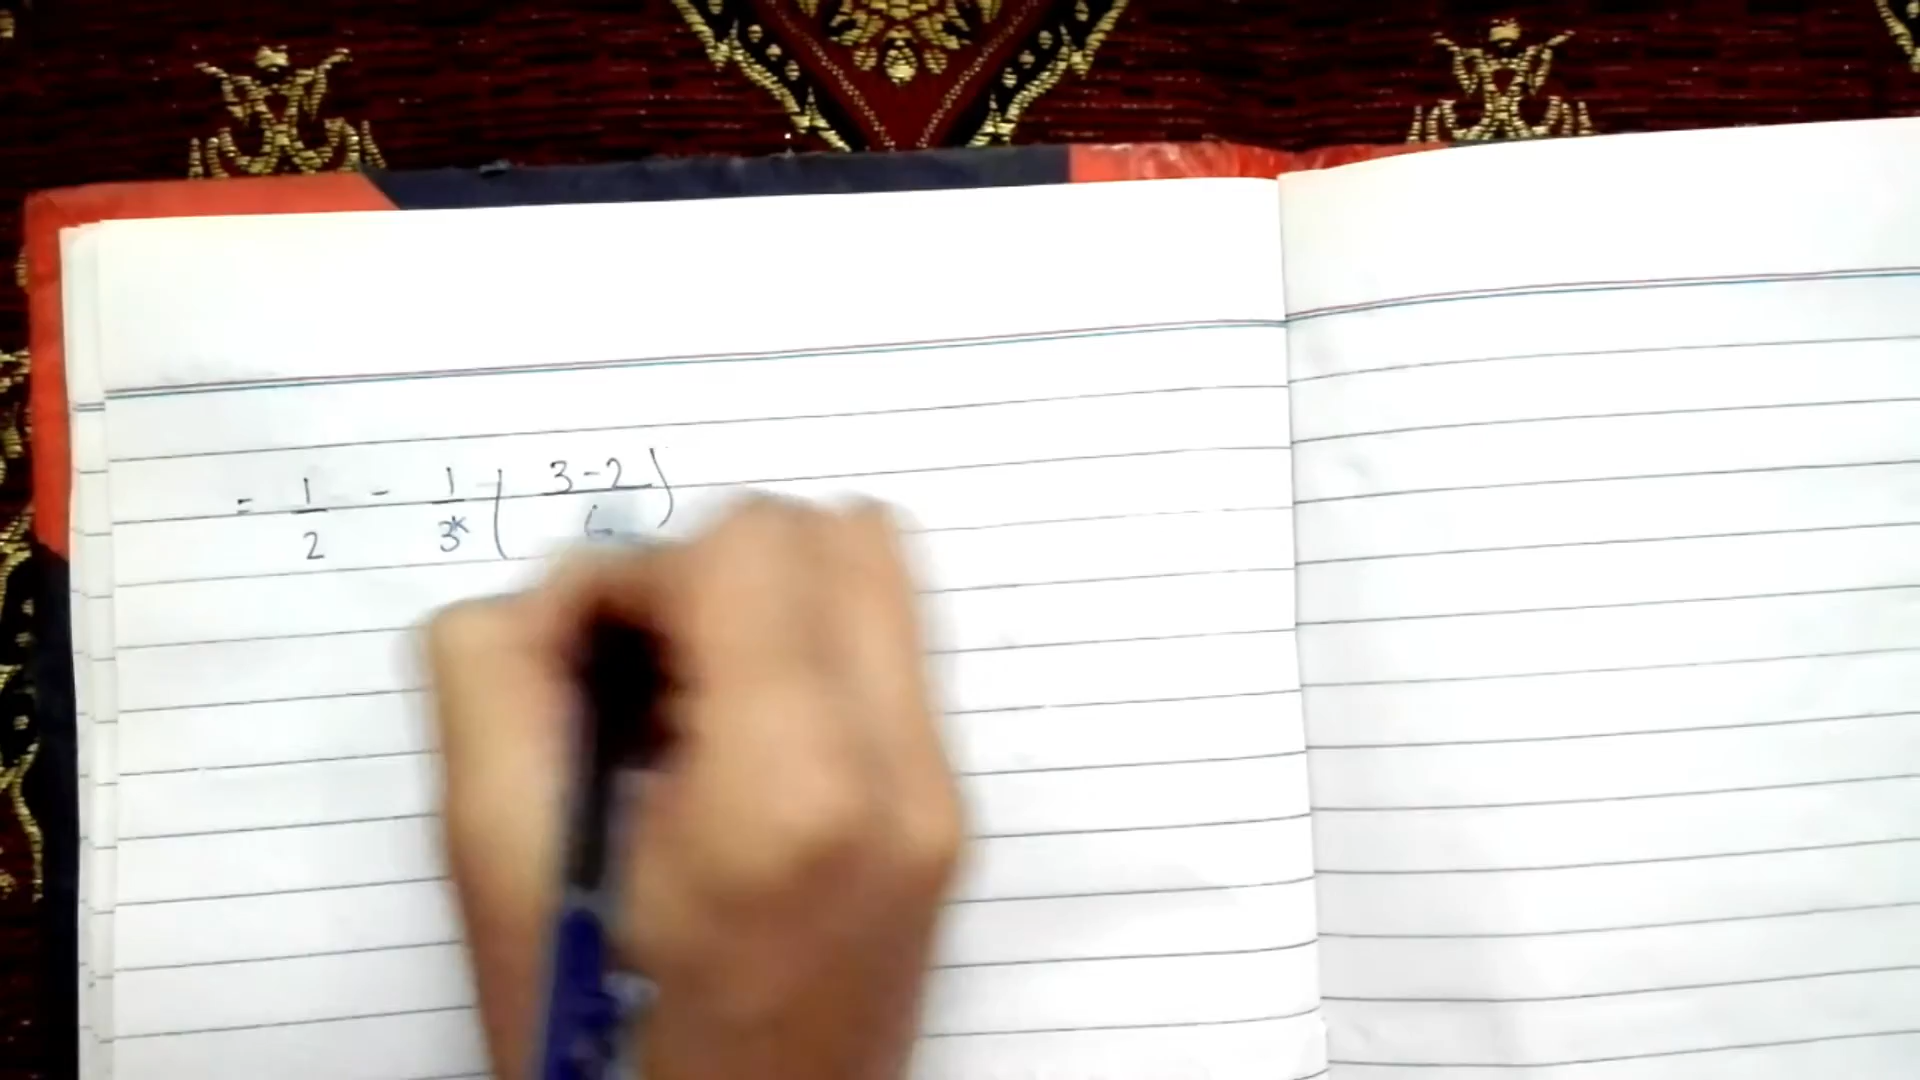 = 1/2 - 1/3^k ( (3-2)/6 )